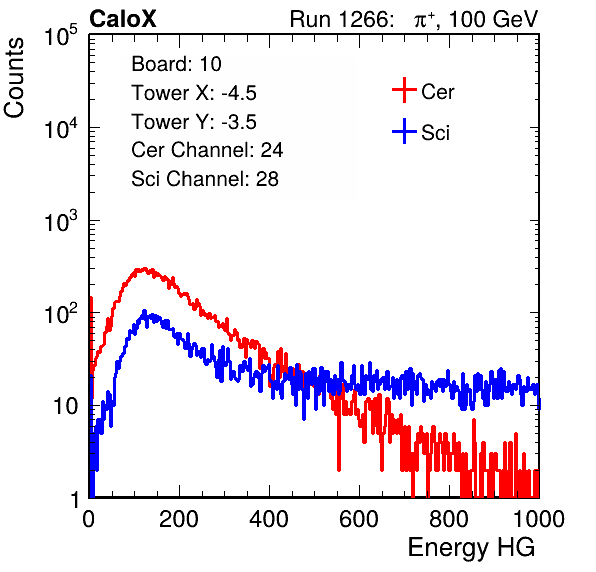 CaloX Run 1266: π⁺, 100 GeV
Counts
10⁵
10⁴
10³
10²
10
1
Board: 10
Tower X: -4.5
Tower Y: -3.5
Cer Channel: 24
Sci Channel: 28
Cer
Sci
0 200 400 600 800 1000
Energy HG